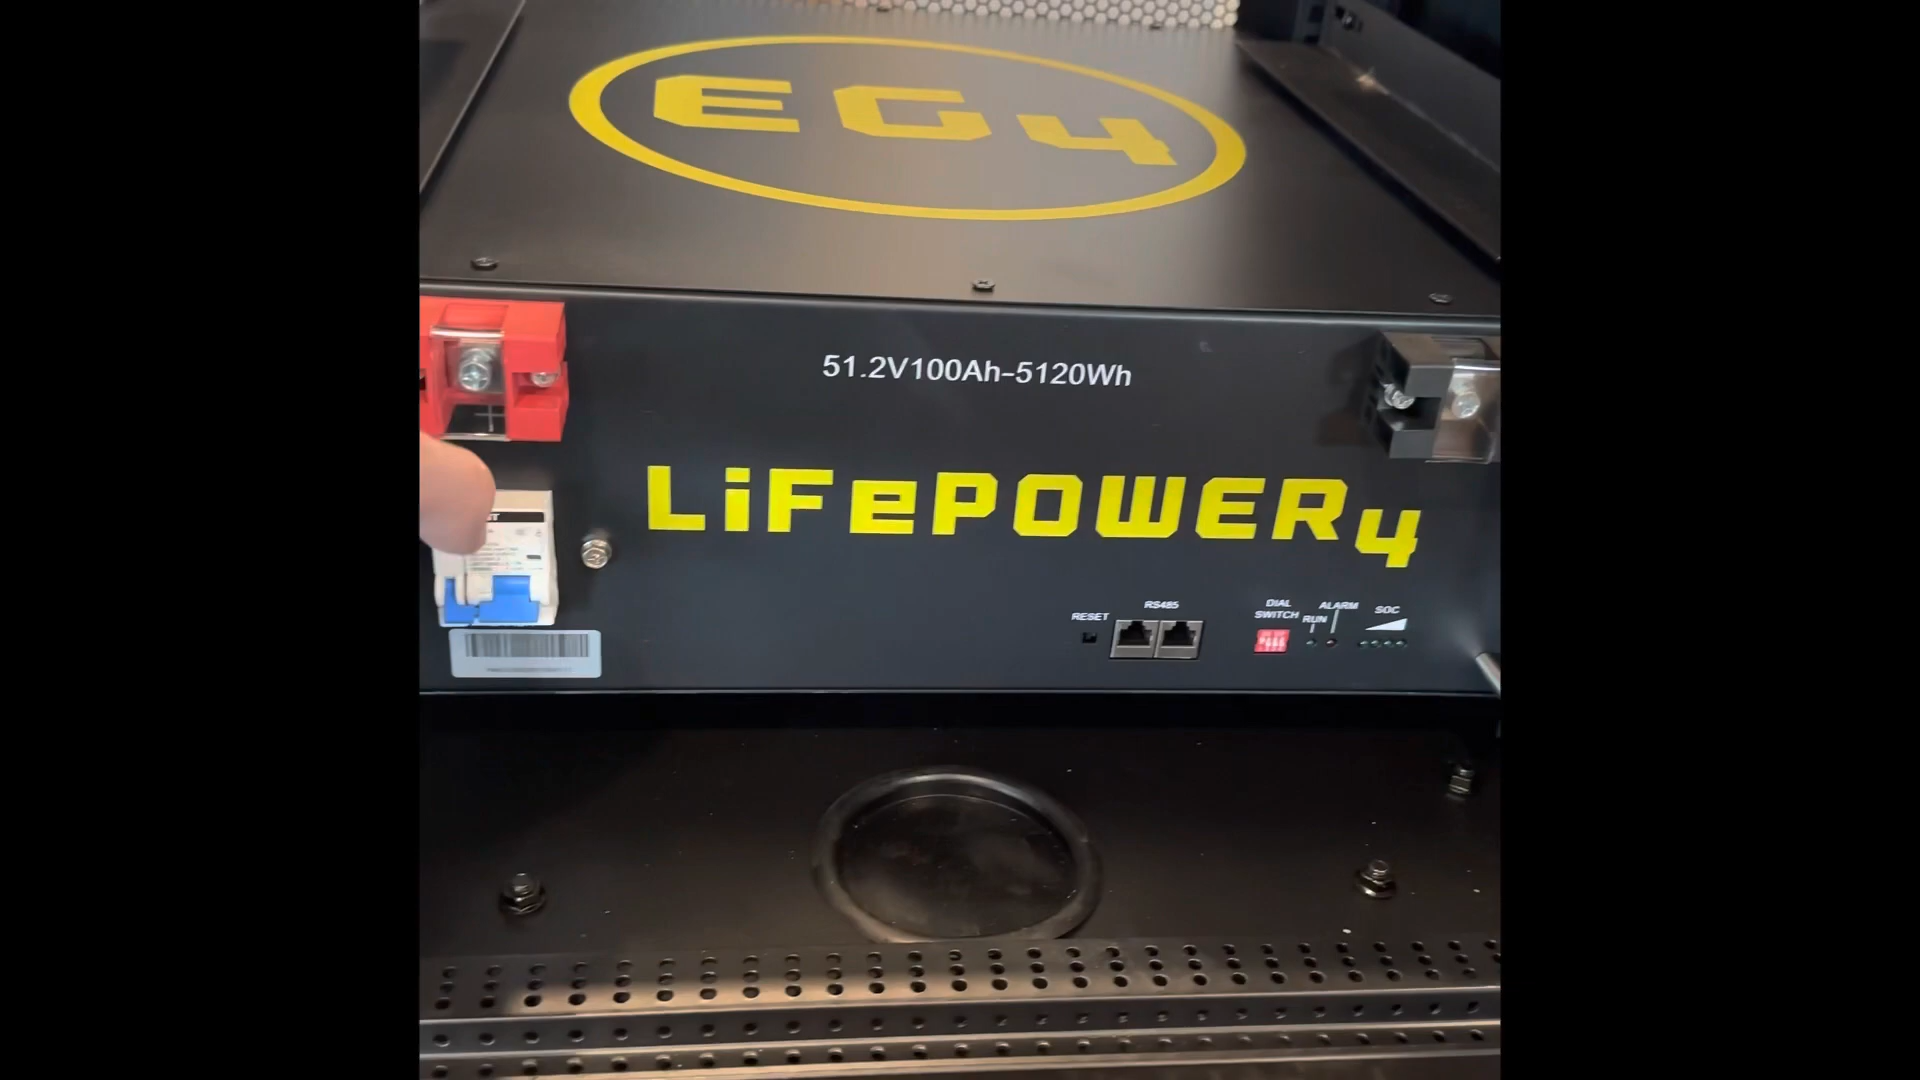 EG4
51.2V100Ah-5120Wh
LiFePOWER4
RESET
RS485
DIAL
SWITCH
RUN
ALARM
SOC